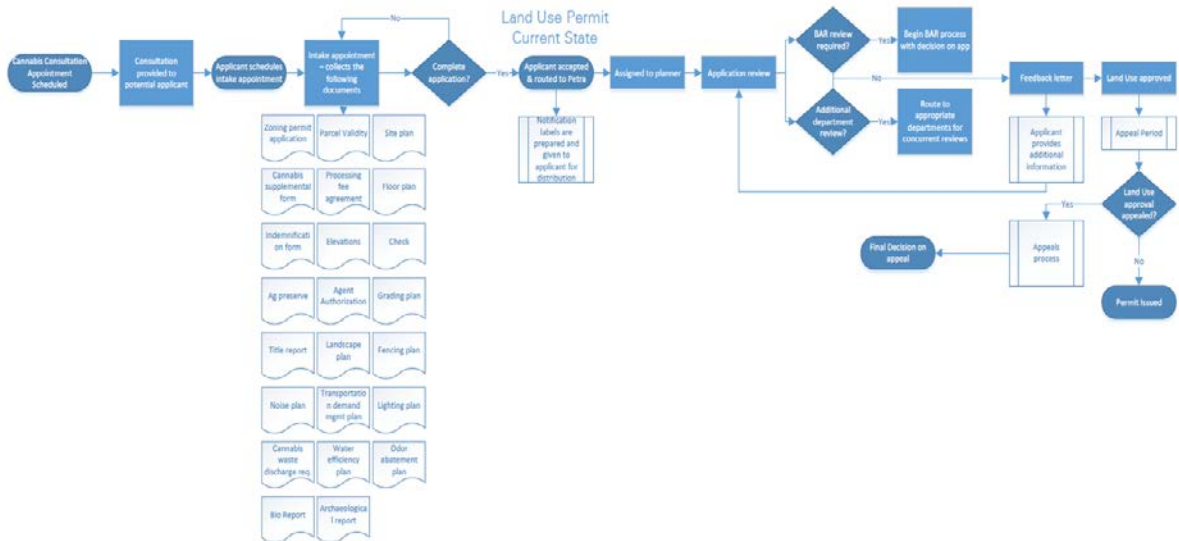 Land Use Permit
Current State
Cannabis Consultation
Appointment
Scheduled
Consultation
provided to
potential applicant
Applicant schedules
intake appointment
Intake appointment
– collects the
following
documents
No
Complete
application?
Yes
Applicant accepted
& routed to Petra
Notification
labels are
prepared and
given to
applicant for
distribution
Assigned to planner
Application review
BAR review
required?
Yes
Begin BAR process
with decision on app
No
Additional
department
review?
Yes
Route to
appropriate
departments for
concurrent reviews
Feedback letter
Applicant
provides
additional
information
Land Use approved
Appeal Period
Land Use
approval
appealed?
Yes
Appeals
process
Final Decision on
appeal
No
Permit Issued
Zoning permit
application
Parcel Validity
Site plan
Cannabis
supplemental
form
Processing
fee
agreement
Floor plan
Indemnificati
on form
Elevations
Check
Ag preserve
Agent
Authorization
Grading plan
Title report
Landscape
plan
Fencing plan
Noise plan
Transportatio
n demand
mgmt plan
Lighting plan
Cannabis
waste
discharge req.
Water
efficiency
plan
Odor
abatement
plan
Bio Report
Archaeologica
l report